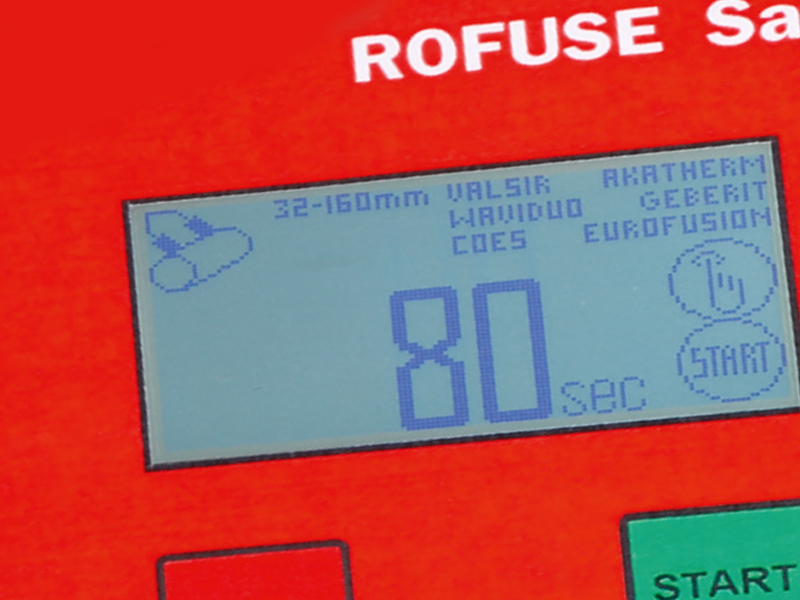 ROFUSE Sa
32-160mm VALSIR AKATHERM
WAVIDUO GEBERIT
COES EUROFUSION
80 sec
START
START